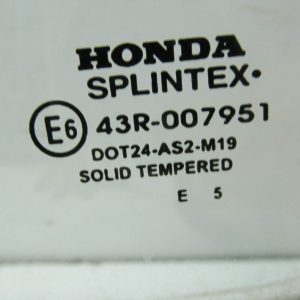 HONDA
SPLINTEX•
E6 43R-007951
DOT24-AS2-M19
SOLID TEMPERED
E 5